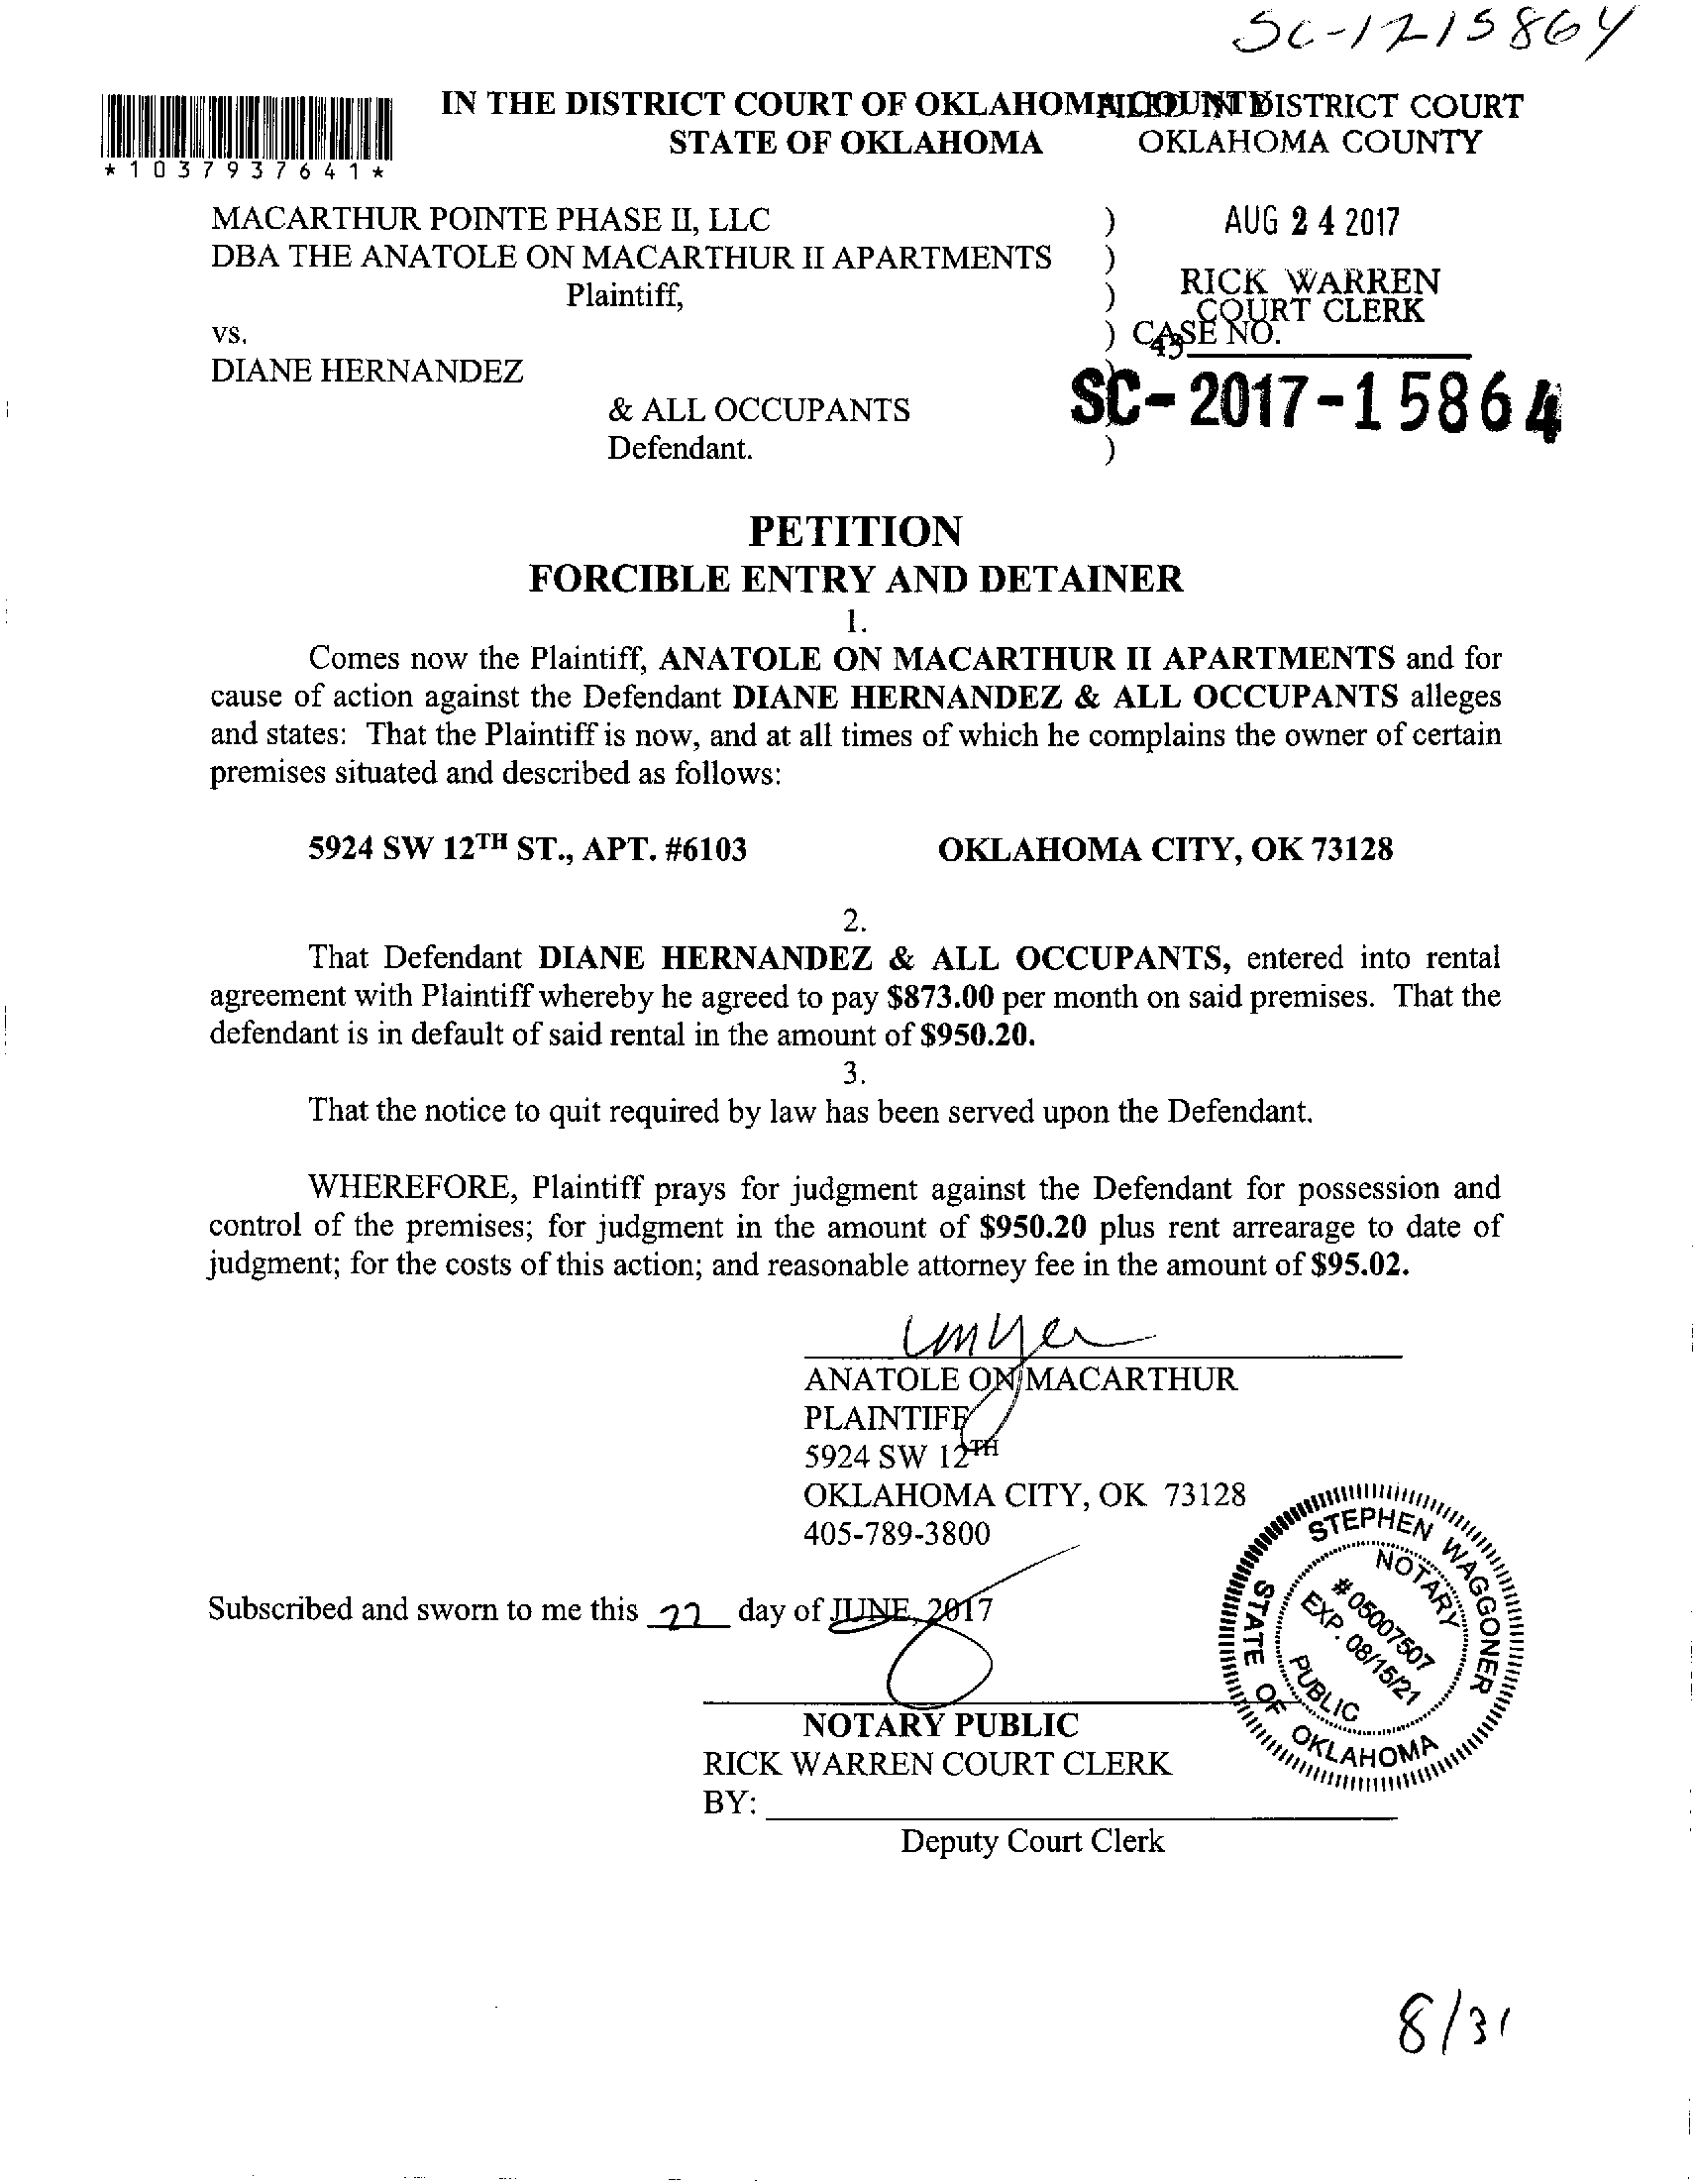 SC-1715864
IN THE DISTRICT COURT OF OKLAHOMA COUNTY
STATE OF OKLAHOMA
FILED IN DISTRICT COURT
OKLAHOMA COUNTY
*1037937641*
MACARTHUR POINTE PHASE II, LLC )
AUG 24 2017
DBA THE ANATOLE ON MACARTHUR II APARTMENTS )
Plaintiff, )
RICK WARREN
COURT CLERK
vs. ) CASE NO.
43
DIANE HERNANDEZ )
SC-2017-15864
& ALL OCCUPANTS
Defendant. )
PETITION
FORCIBLE ENTRY AND DETAINER
1.
Comes now the Plaintiff, ANATOLE ON MACARTHUR II APARTMENTS and for
cause of action against the Defendant DIANE HERNANDEZ & ALL OCCUPANTS alleges
and states: That the Plaintiff is now, and at all times of which he complains the owner of certain
premises situated and described as follows:
5924 SW 12TH ST., APT. #6103 OKLAHOMA CITY, OK 73128
2.
That Defendant DIANE HERNANDEZ & ALL OCCUPANTS, entered into rental
agreement with Plaintiff whereby he agreed to pay $873.00 per month on said premises. That the
defendant is in default of said rental in the amount of $950.20.
3.
That the notice to quit required by law has been served upon the Defendant.
WHEREFORE, Plaintiff prays for judgment against the Defendant for possession and
control of the premises; for judgment in the amount of $950.20 plus rent arrearage to date of
judgment; for the costs of this action; and reasonable attorney fee in the amount of $95.02.
ANATOLE ON MACARTHUR
PLAINTIFF
5924 SW 12TH
OKLAHOMA CITY, OK 73128
405-789-3800
Subscribed and sworn to me this 22 day of JUNE, 2017
STEPHEN WAGGONER
NOTARY
# 05007507
EXP. 08/15/21
PUBLIC
STATE OF OKLAHOMA
NOTARY PUBLIC
RICK WARREN COURT CLERK
BY:
Deputy Court Clerk
8/31